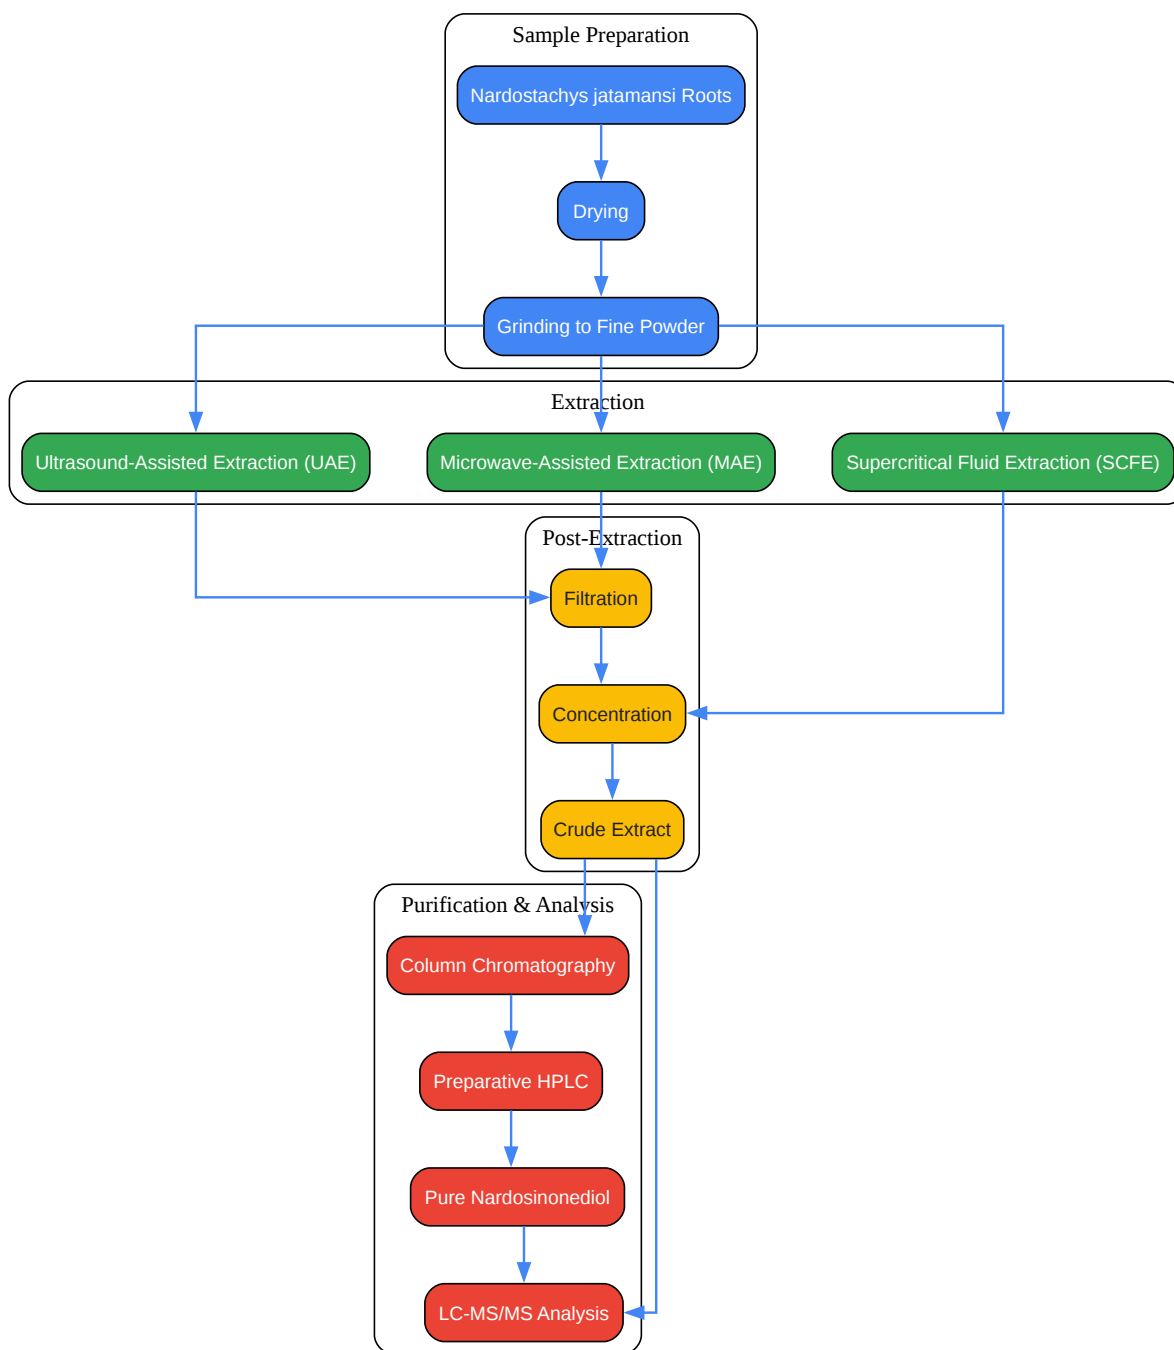 Sample Preparation
Nardostachys jatamansi Roots
Drying
Grinding to Fine Powder
Extraction
Ultrasound-Assisted Extraction (UAE)
Microwave-Assisted Extraction (MAE)
Supercritical Fluid Extraction (SCFE)
Post-Extraction
Filtration
Concentration
Crude Extract
Purification & Analysis
Column Chromatography
Preparative HPLC
Pure Nardosinonediol
LC-MS/MS Analysis